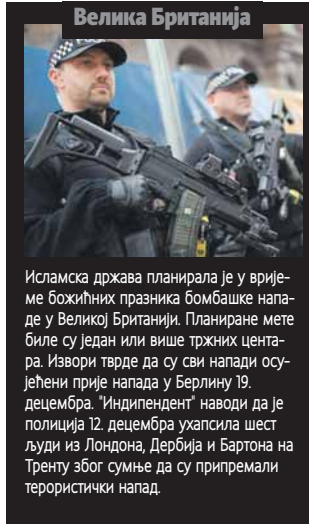 Велика Британија
Исламска држава планирала је у врије-
ме божићних празника бомбашке напа-
де у Великој Британији. Планиране мете
биле су један или више тржних цента-
ра. Извори тврде да су сви напади осу-
јећени прије напада у Берлину 19.
децембра. "Индипендент" наводи да је
полиција 12. децембра ухапсила шест
људи из Лондона, Дербија и Бартона на
Тренту због сумње да су припремали
терористички напад.